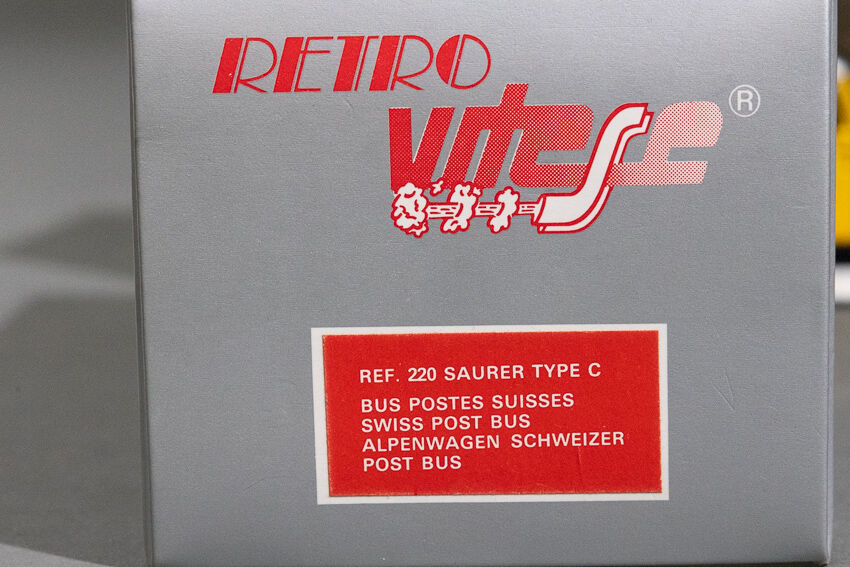 RETRO
Vitesse ®
REF. 220 SAURER TYPE C
BUS POSTES SUISSES
SWISS POST BUS
ALPENWAGEN SCHWEIZER
POST BUS